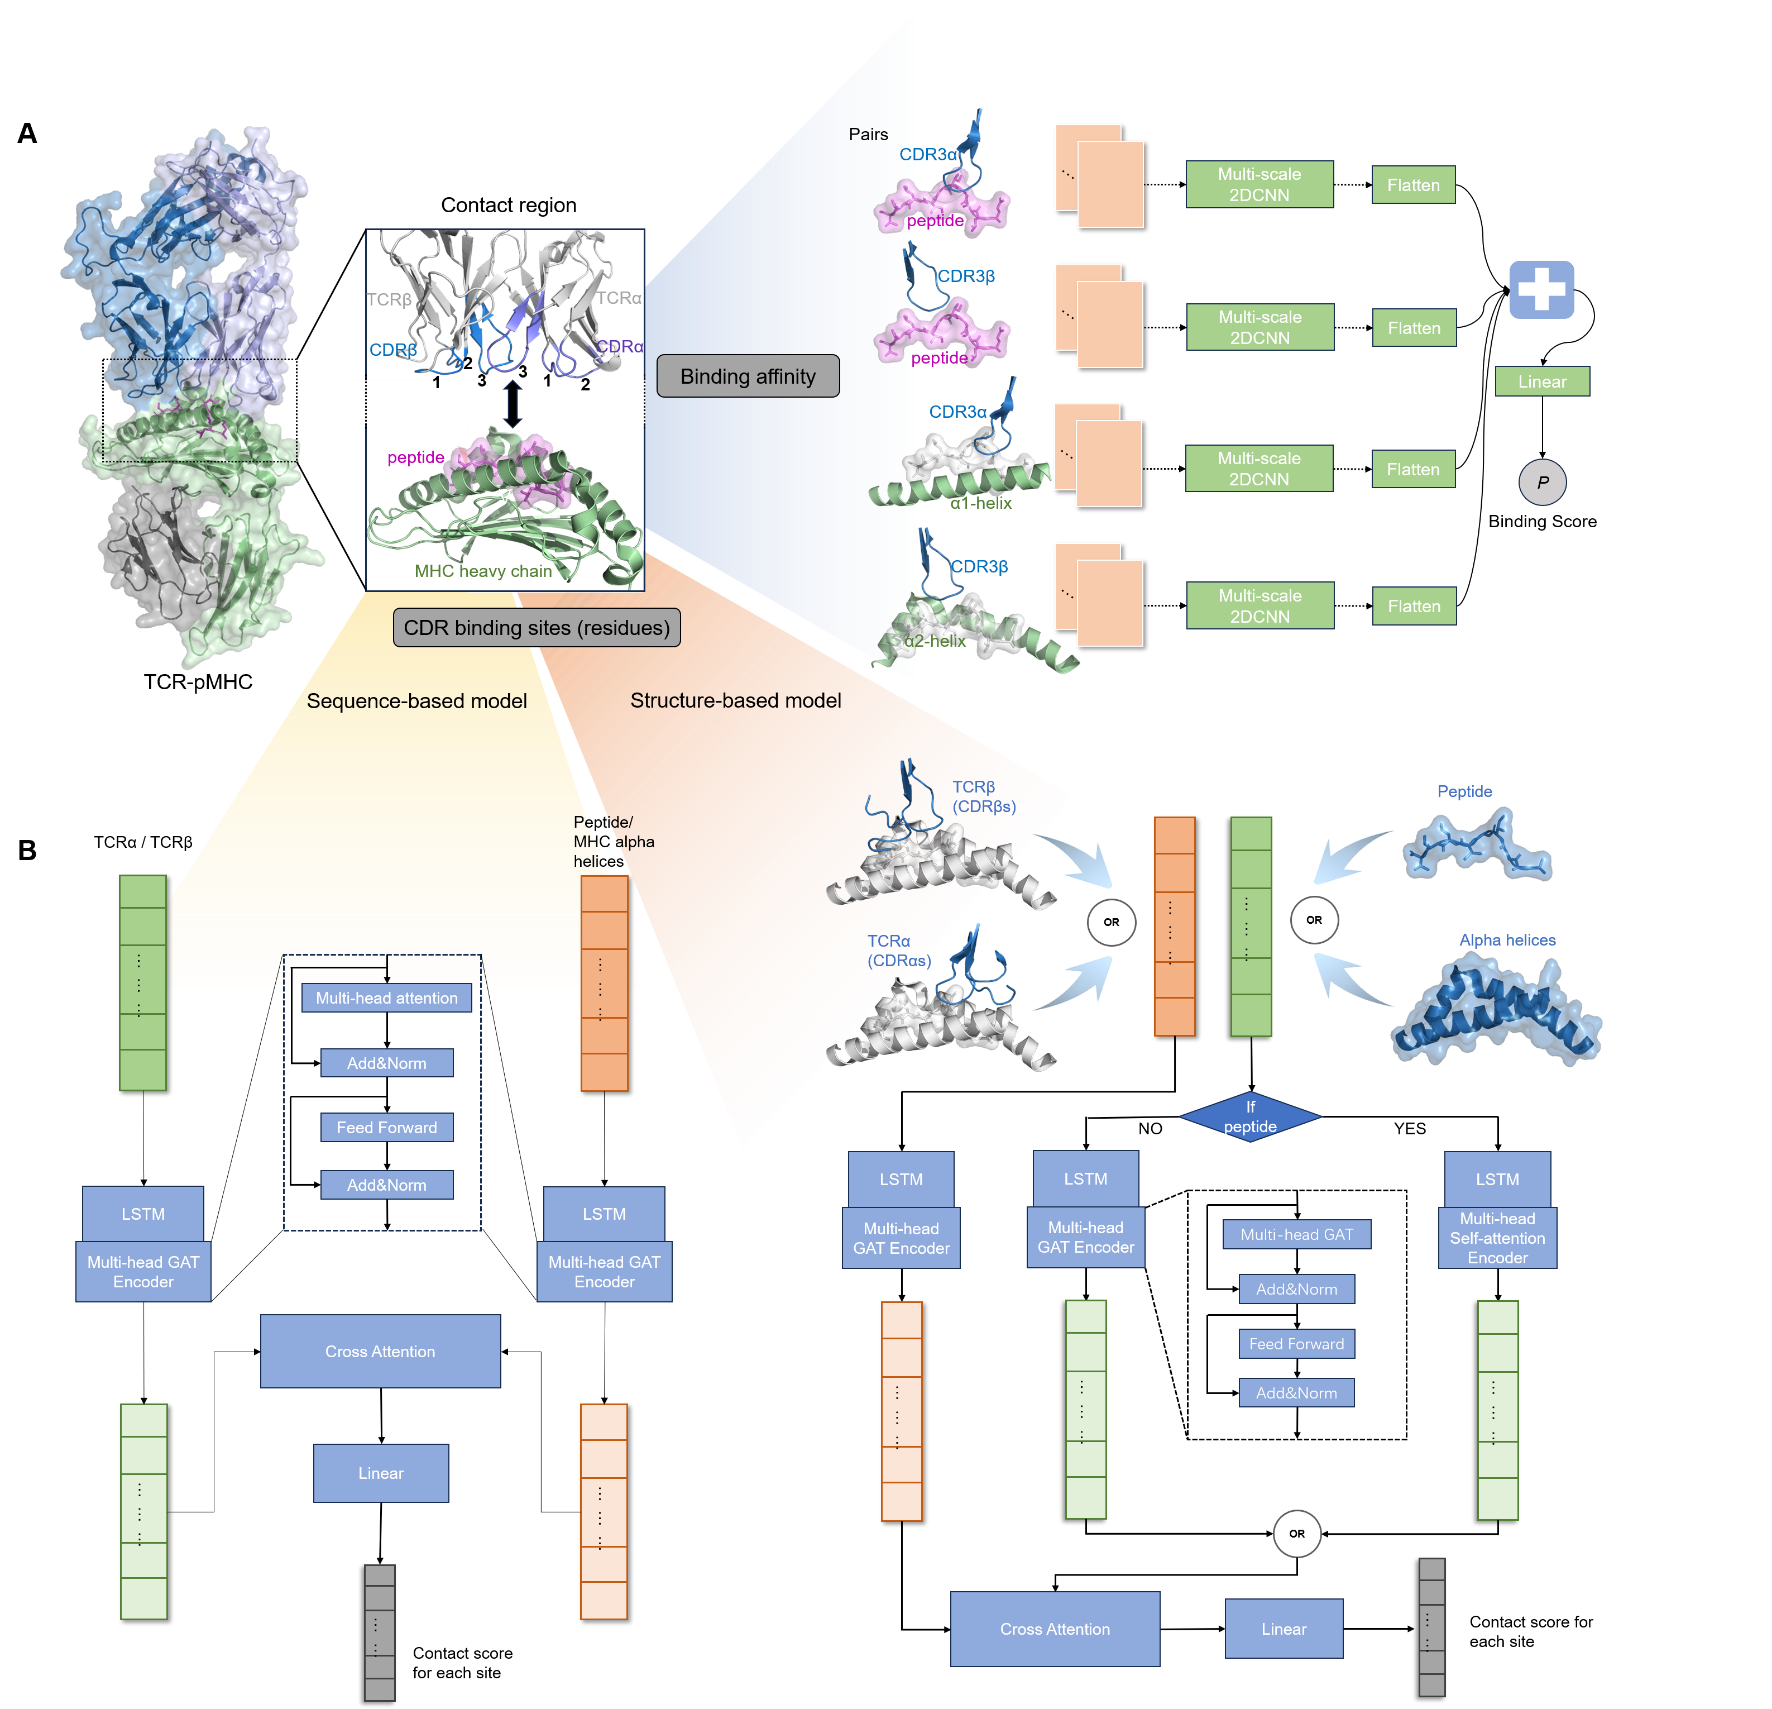 A
Contact region
TCRβ
TCRα
CDRβ
CDRα
1
2
3
3
1
2
peptide
MHC heavy chain
TCR-pMHC
Binding affinity
CDR binding sites (residues)
Sequence-based model
Structure-based model
Pairs
CDR3α
peptide
Multi-scale
2DCNN
Flatten
CDR3β
peptide
Multi-scale
2DCNN
Flatten
CDR3α
α1-helix
Multi-scale
2DCNN
Flatten
CDR3β
α2-helix
Multi-scale
2DCNN
Flatten
Linear
P
Binding Score
B
TCRα / TCRβ
Peptide/
MHC alpha
helices
Multi-head attention
Add&Norm
Feed Forward
Add&Norm
LSTM
Multi-head GAT
Encoder
LSTM
Multi-head GAT
Encoder
Cross Attention
Linear
Contact score
for each site
TCRβ
(CDRβs)
TCRα
(CDRαs)
OR
OR
Peptide
Alpha helices
If
peptide
NO
YES
LSTM
Multi-head
GAT Encoder
LSTM
Multi-head
GAT Encoder
LSTM
Multi-head
Self-attention
Encoder
Multi-head GAT
Add&Norm
Feed Forward
Add&Norm
OR
Cross Attention
Linear
Contact score for
each site